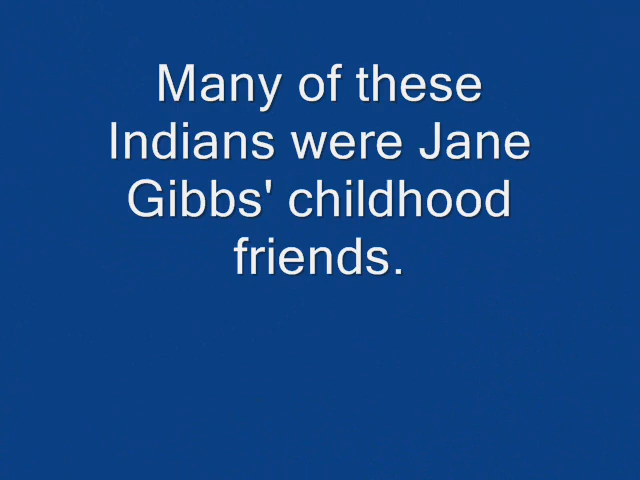 Many of these
Indians were Jane
Gibbs' childhood
friends.